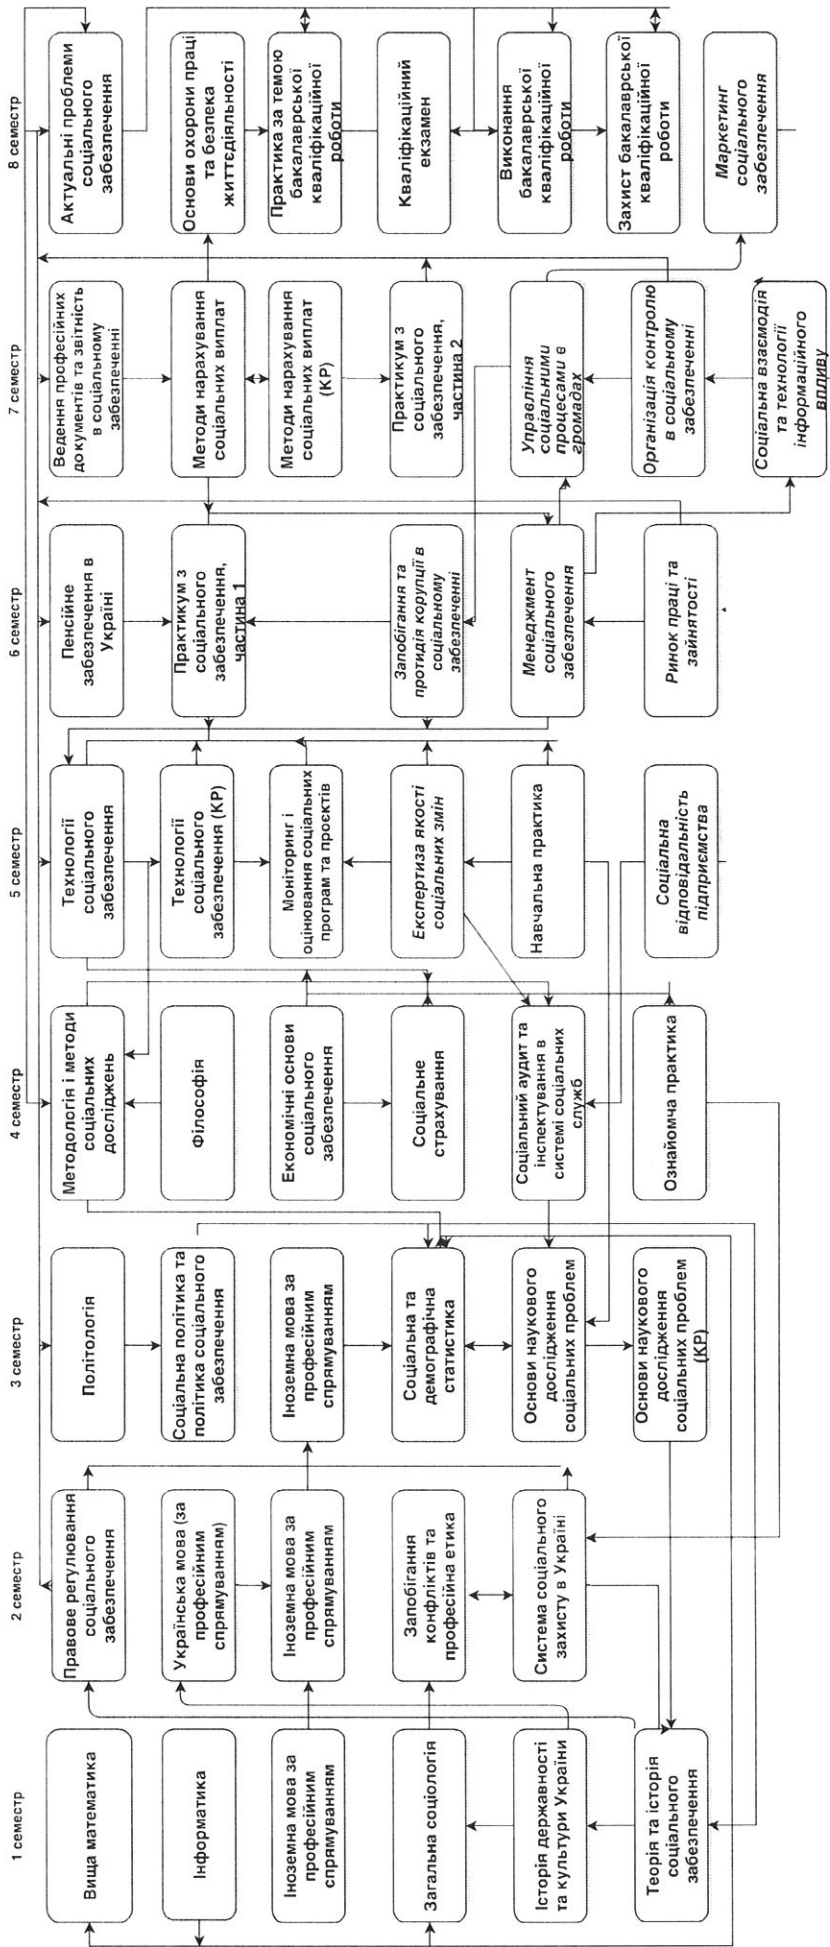 1 семестр
Вища математика
Інформатика
Іноземна мова за
професійним
спрямуванням
Загальна соціологія
Історія державності
та культури України
Теорія та історія
соціального
забезпечення
2 семестр
Правове регулювання
соціального
забезпечення
Українська мова (за
професійним
спрямуванням)
Іноземна мова за
професійним
спрямуванням
Запобігання
конфліктів та
професійна етика
Система соціального
захисту в Україні
3 семестр
Політологія
Соціальна політика та
політика соціального
забезпечення
Іноземна мова за
професійним
спрямуванням
Соціальна та
демографічна
статистика
Основи наукового
дослідження
соціальних проблем
Основи наукового
дослідження
соціальних проблем
(КР)
4 семестр
Методологія і методи
соціальних
досліджень
Філософія
Економічні основи
соціального
забезпечення
Соціальне
страхування
Соціальний аудит та
інспектування в
системі соціальних
служб
Ознайомча практика
5 семестр
Технології
соціального
забезпечення
Технології
соціального
забезпечення (КР)
Моніторинг і
оцінювання соціальних
програм та проєктів
Експертиза якості
соціальних змін
Навчальна практика
Соціальна
відповідальність
підприємства
6 семестр
Пенсійне
забезпечення в
Україні
Практикум з
соціального
забезпечення,
частина 1
Запобігання та
протидія корупції в
соціальному
забезпеченні
Менеджмент
соціального
забезпечення
Ринок праці та
зайнятості
7 семестр
Ведення професійних
документів та звітність
в соціальному
забезпеченні
Методи нарахування
соціальних виплат
Методи нарахування
соціальних виплат
(КР)
Практикум з
соціального
забезпечення,
частина 2
Управління
соціальними
процесами в
громадах
Організація контролю
в соціальному
забезпеченні
Соціальна взаємодія
та технології
інформаційного
впливу
8 семестр
Актуальні проблеми
соціального
забезпечення
Основи охорони праці
та безпека
життєдіяльності
Практика за темою
бакалаврської
кваліфікаційної
роботи
Кваліфікаційний
екзамен
Виконання
бакалаврської
кваліфікаційної
роботи
Захист бакалаврської
кваліфікаційної
роботи
Маркетинг
соціального
забезпечення